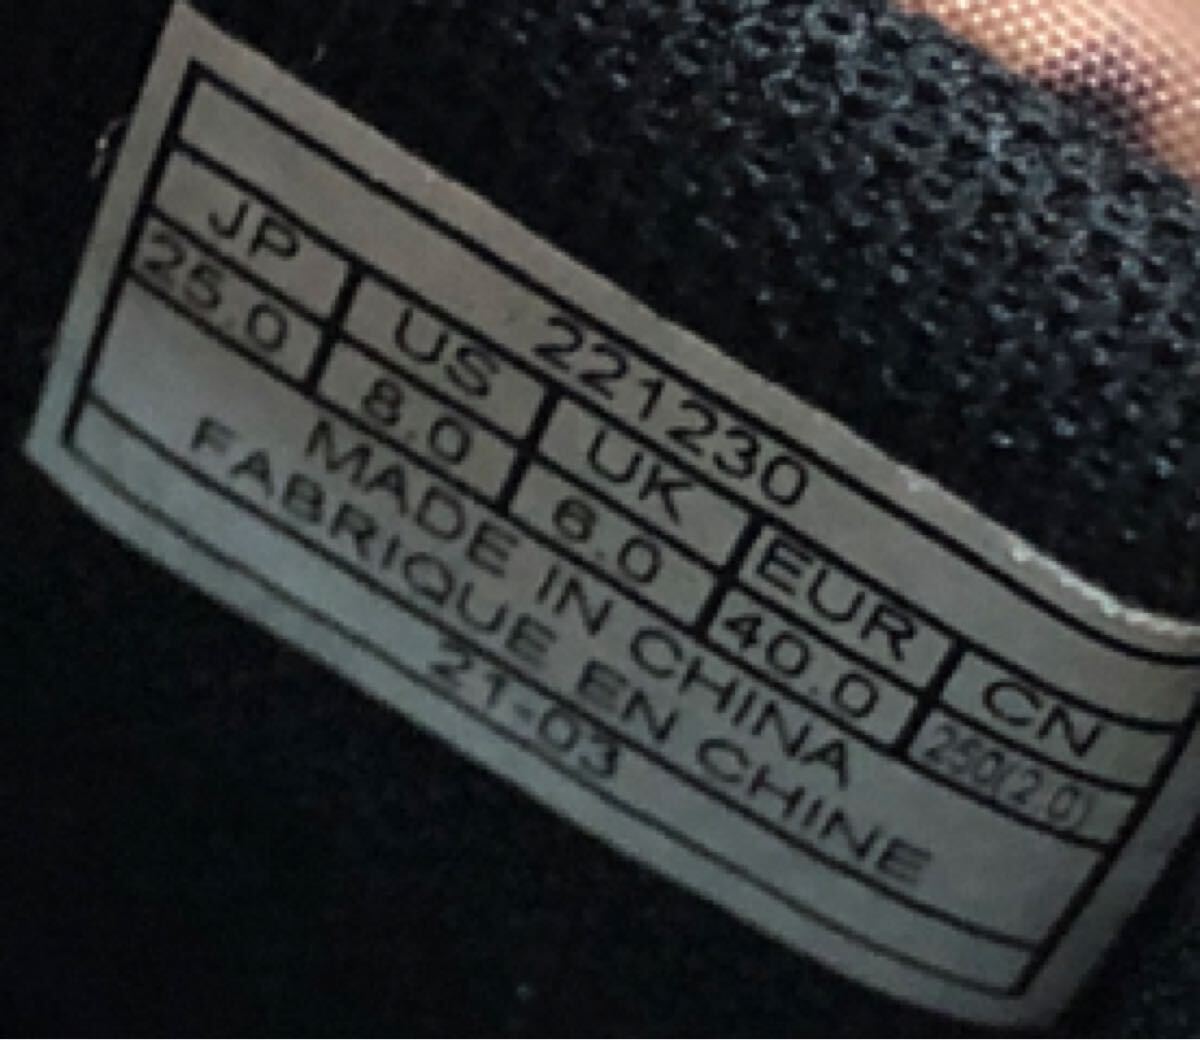 221230
JP US UK EUR CN
25.0 8.0 6.0 40.0 250(2.0)
MADE IN CHINA
FABRIQUE EN CHINE
21-03